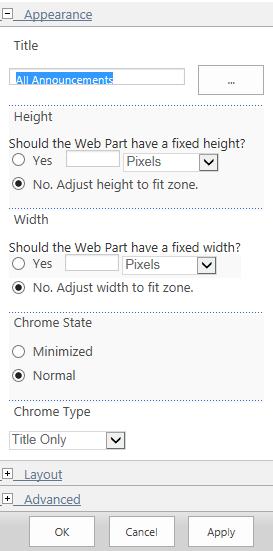 Appearance
Title
All Announcements
...
Height
Should the Web Part have a fixed height?
Yes Pixels
No. Adjust height to fit zone.
Width
Should the Web Part have a fixed width?
Yes Pixels
No. Adjust width to fit zone.
Chrome State
Minimized
Normal
Chrome Type
Title Only
Layout
Advanced
OK Cancel Apply